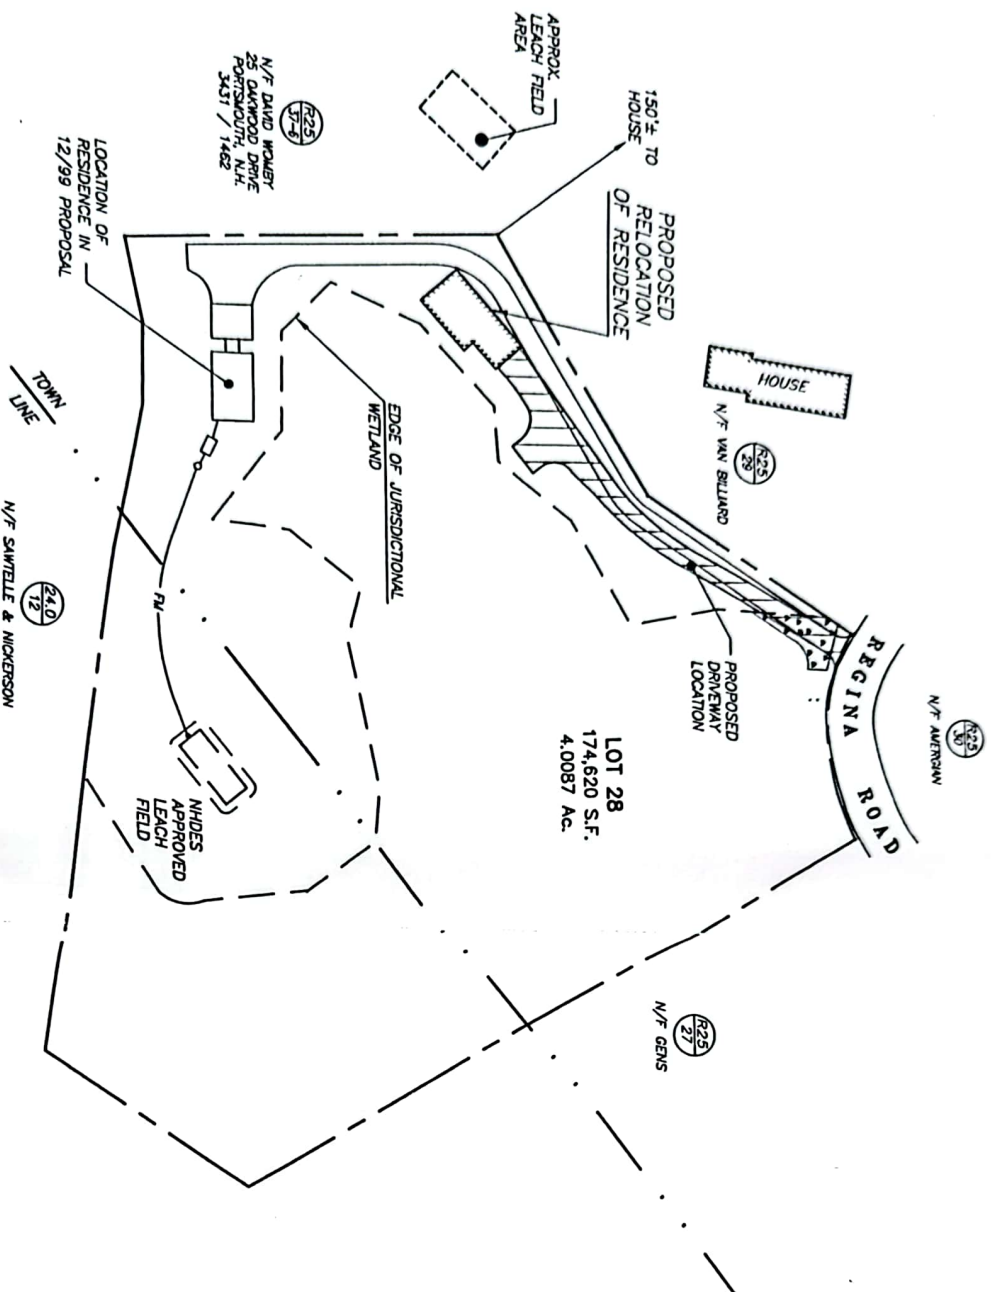 APPROX.
LEACH FIELD
AREA
150'± TO
HOUSE
R25
37-6
N/F DAVID WOMBY
25 OAKWOOD DRIVE
PORTSMOUTH, N.H.
3431 / 1462
LOCATION OF
RESIDENCE IN
12/99 PROPOSAL
PROPOSED
RELOCATION
OF RESIDENCE
HOUSE
R25
29
N/F VAN BILLIARD
EDGE OF JURISDICTIONAL
WETLAND
TOWN
LINE
24.0
12
N/F SAWTELLE & NICKERSON
FM
PROPOSED
DRIVEWAY
LOCATION
REGINA ROAD
R25
30
N/F AMERGIAN
LOT 28
174,620 S.F.
4.0087 Ac.
NHDES
APPROVED
LEACH
FIELD
R25
27
N/F GENS